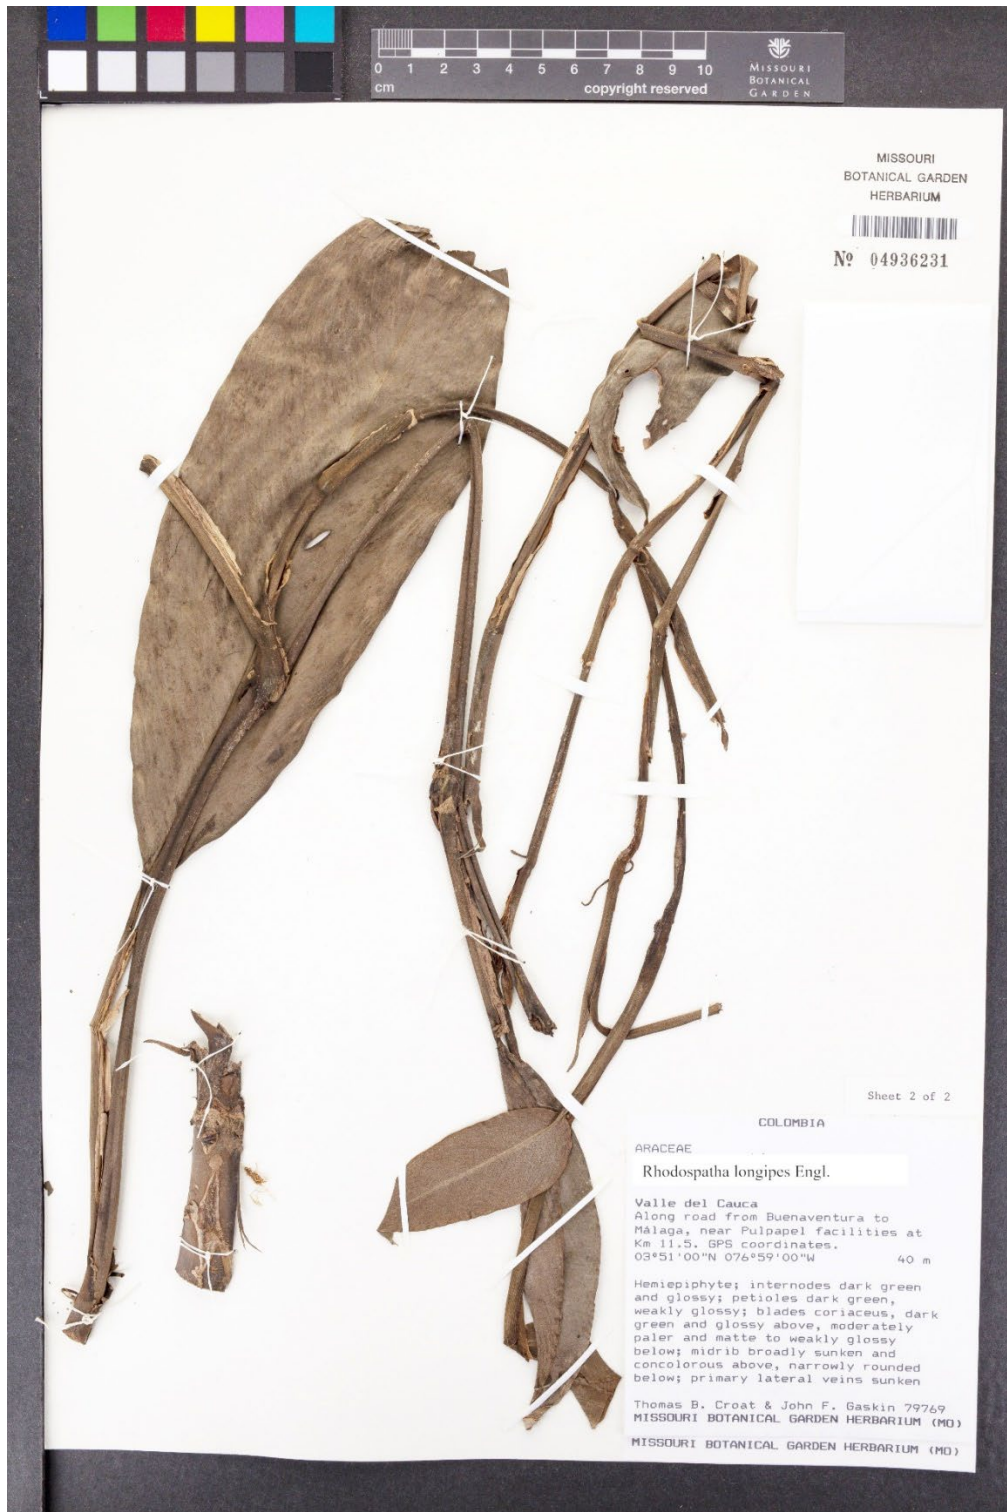 0 1 2 3 4 5 6 7 8 9 10
cm
copyright reserved
MISSOURI
BOTANICAL
GARDEN
MISSOURI
BOTANICAL GARDEN
HERBARIUM
Nº 04936231
Sheet 2 of 2
COLOMBIA
ARACEAE
Rhodospatha longipes Engl.
Valle del Cauca
Along road from Buenaventura to
Málaga, near Pulpapel facilities at
Km 11.5. GPS coordinates.
03°51'00"N 076°59'00"W 40 m
Hemiepiphyte; internodes dark green
and glossy; petioles dark green,
weakly glossy; blades coriaceus, dark
green and glossy above, moderately
paler and matte to weakly glossy
below; midrib broadly sunken and
concolorous above, narrowly rounded
below; primary lateral veins sunken
Thomas B. Croat & John F. Gaskin 79769
MISSOURI BOTANICAL GARDEN HERBARIUM (MO)
MISSOURI BOTANICAL GARDEN HERBARIUM (MO)